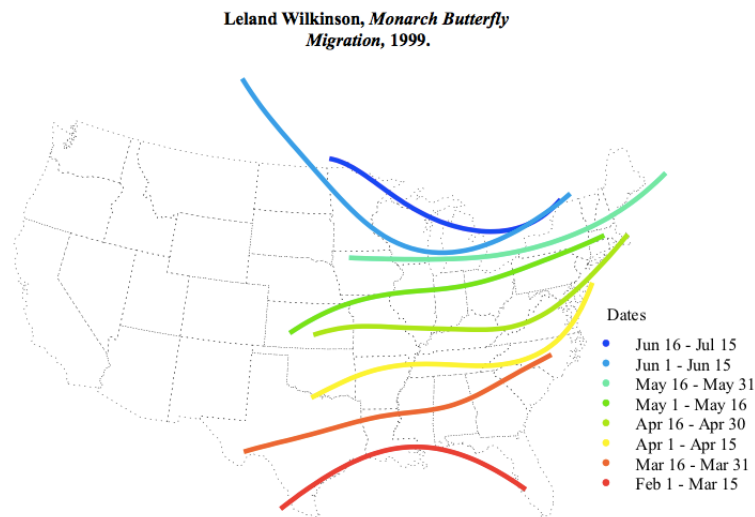 Leland Wilkinson, Monarch Butterfly
Migration, 1999.
Dates
Jun 16 - Jul 15
Jun 1 - Jun 15
May 16 - May 31
May 1 - May 16
Apr 16 - Apr 30
Apr 1 - Apr 15
Mar 16 - Mar 31
Feb 1 - Mar 15